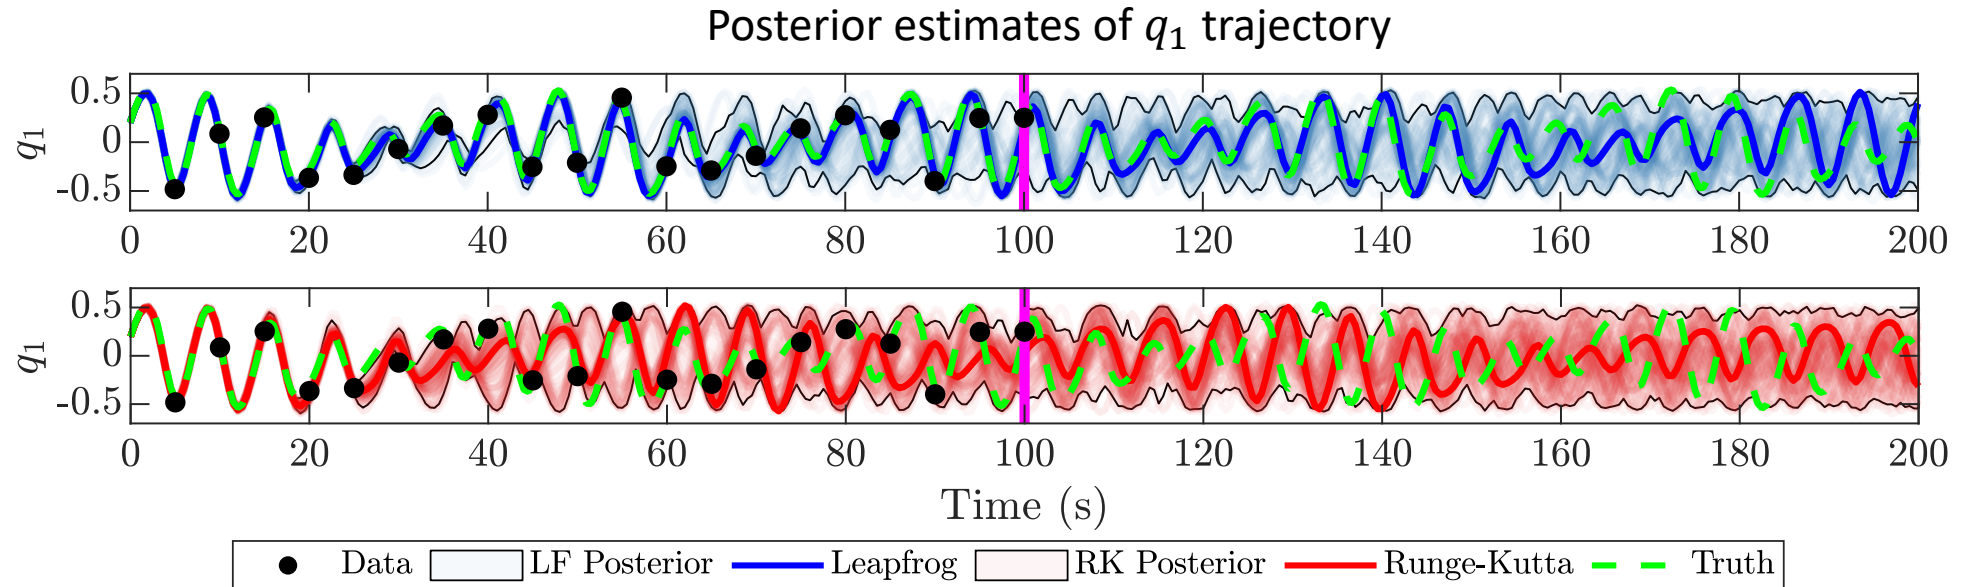 Posterior estimates of q₁ trajectory
q₁
0.5
0
-0.5
0 20 40 60 80 100 120 140 160 180 200
q₁
0.5
0
-0.5
0 20 40 60 80 100 120 140 160 180 200
Time (s)
Data LF Posterior Leapfrog RK Posterior Runge-Kutta Truth